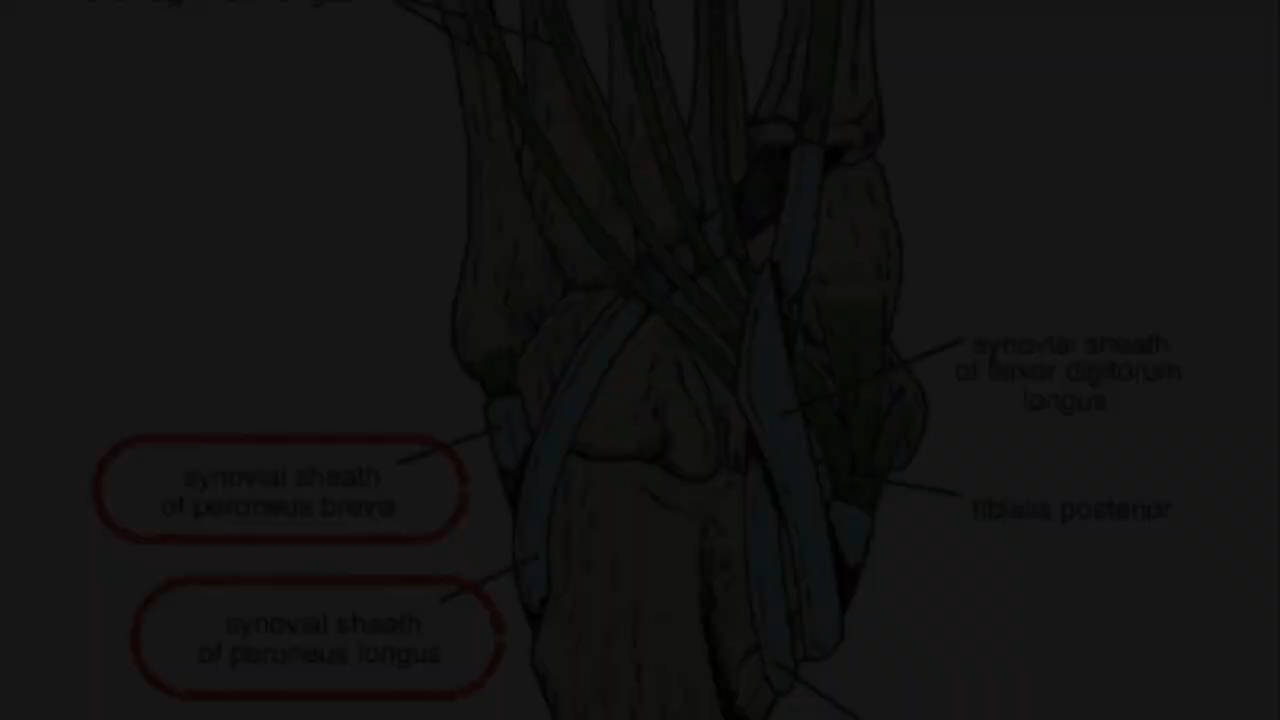 synovial sheath
of peroneus brevis
synovial sheath
of peroneus longus
synovial sheath
of flexor digitorum
longus
tibialis posterior